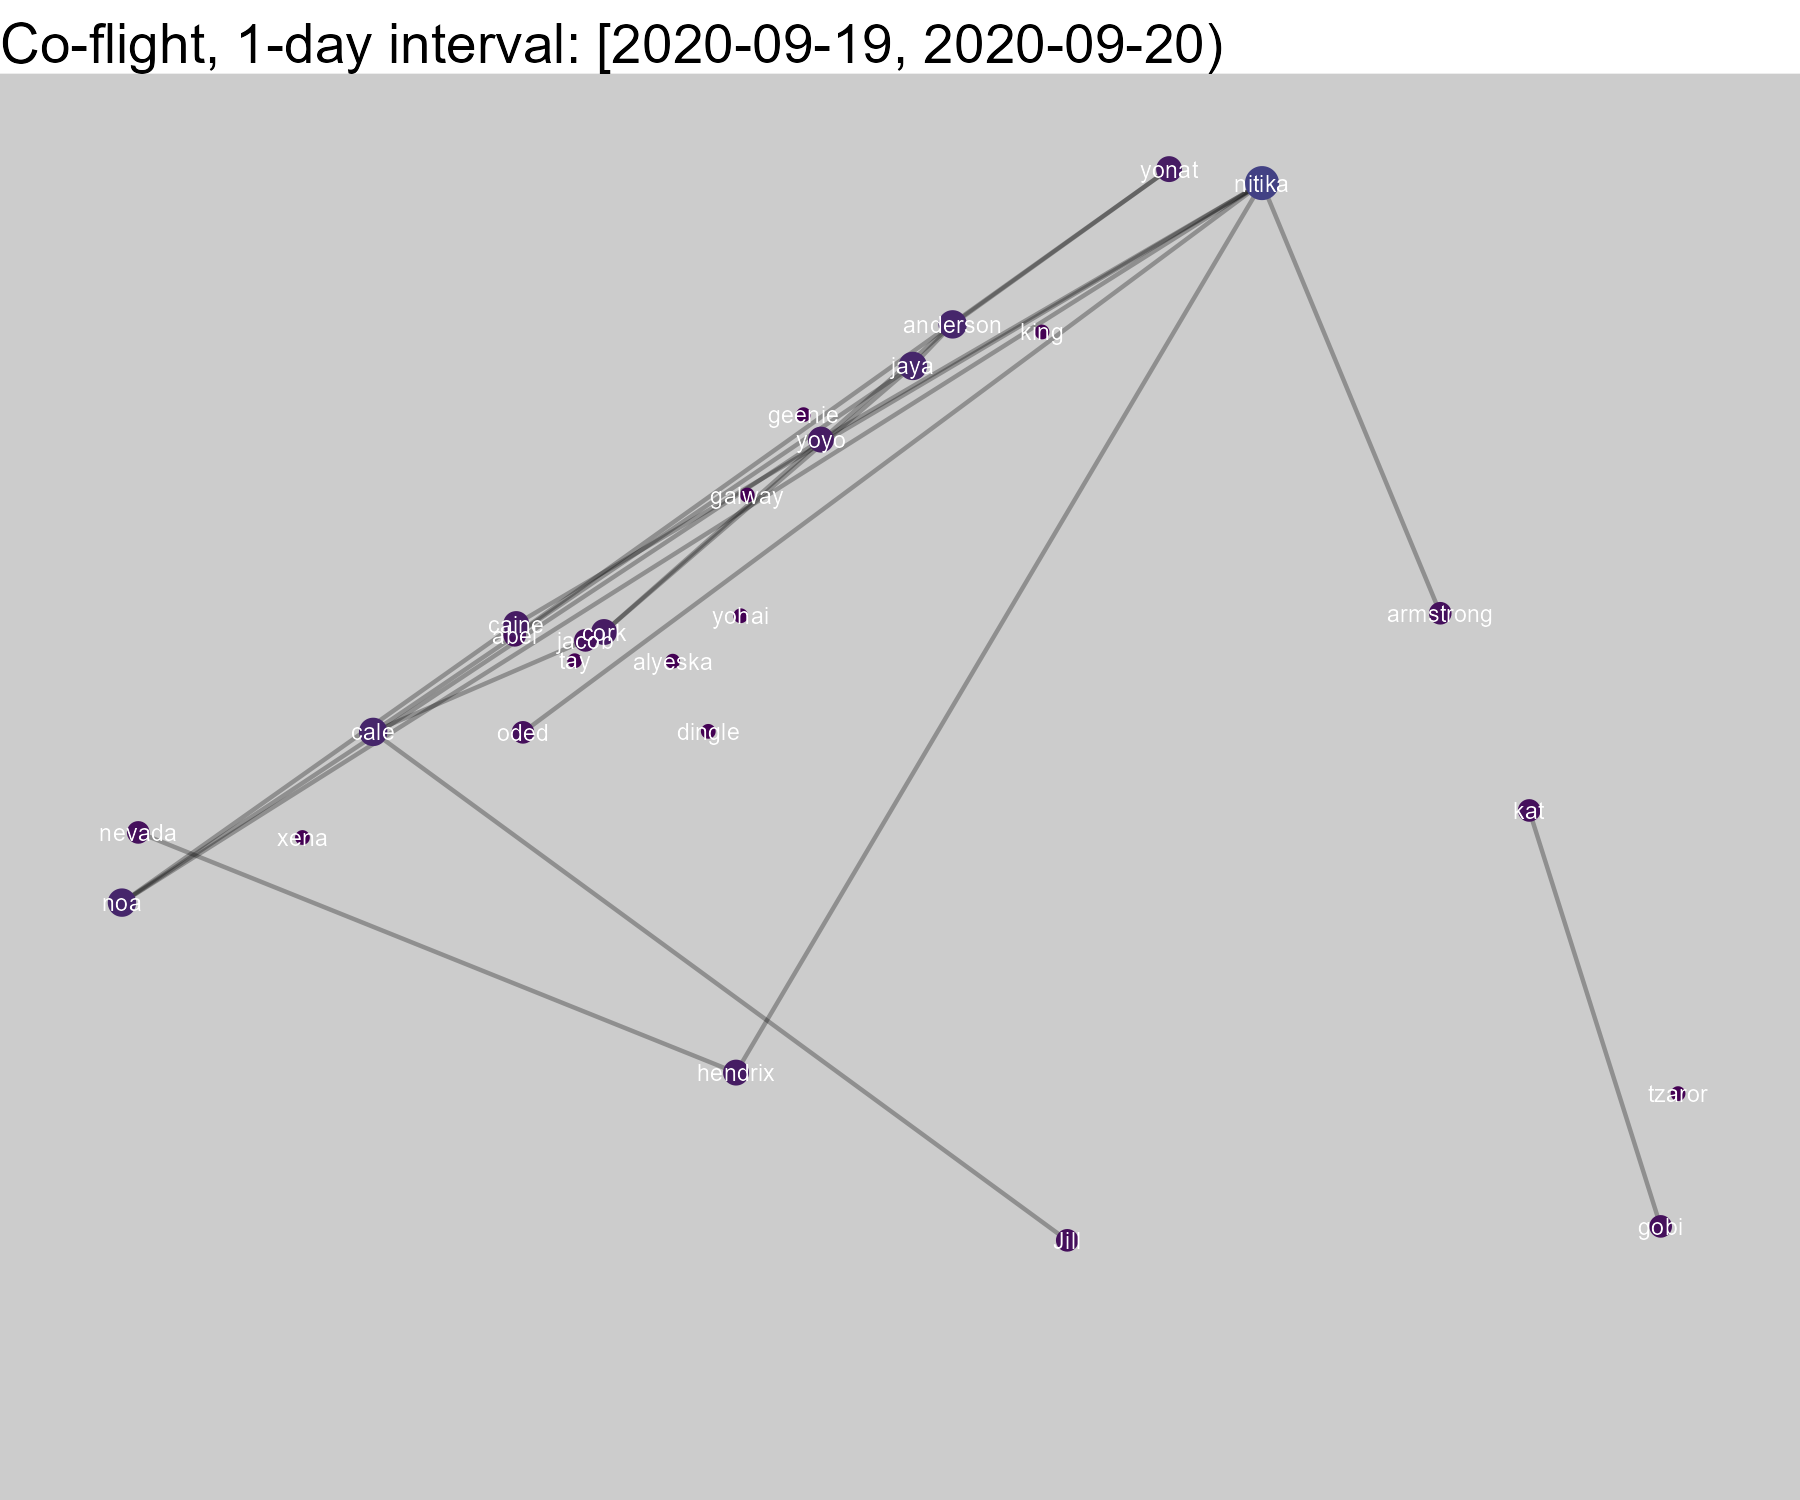 Co-flight, 1-day interval: [2020-09-19, 2020-09-20)
yonat
nitika
anderson
king
jaya
geenie
yoyo
galway
yohai
armstrong
caine
abel
cork
jacob
tay
alyeska
cale
oded
dingle
kat
nevada
xena
noa
hendrix
tzaror
gobi
Jill